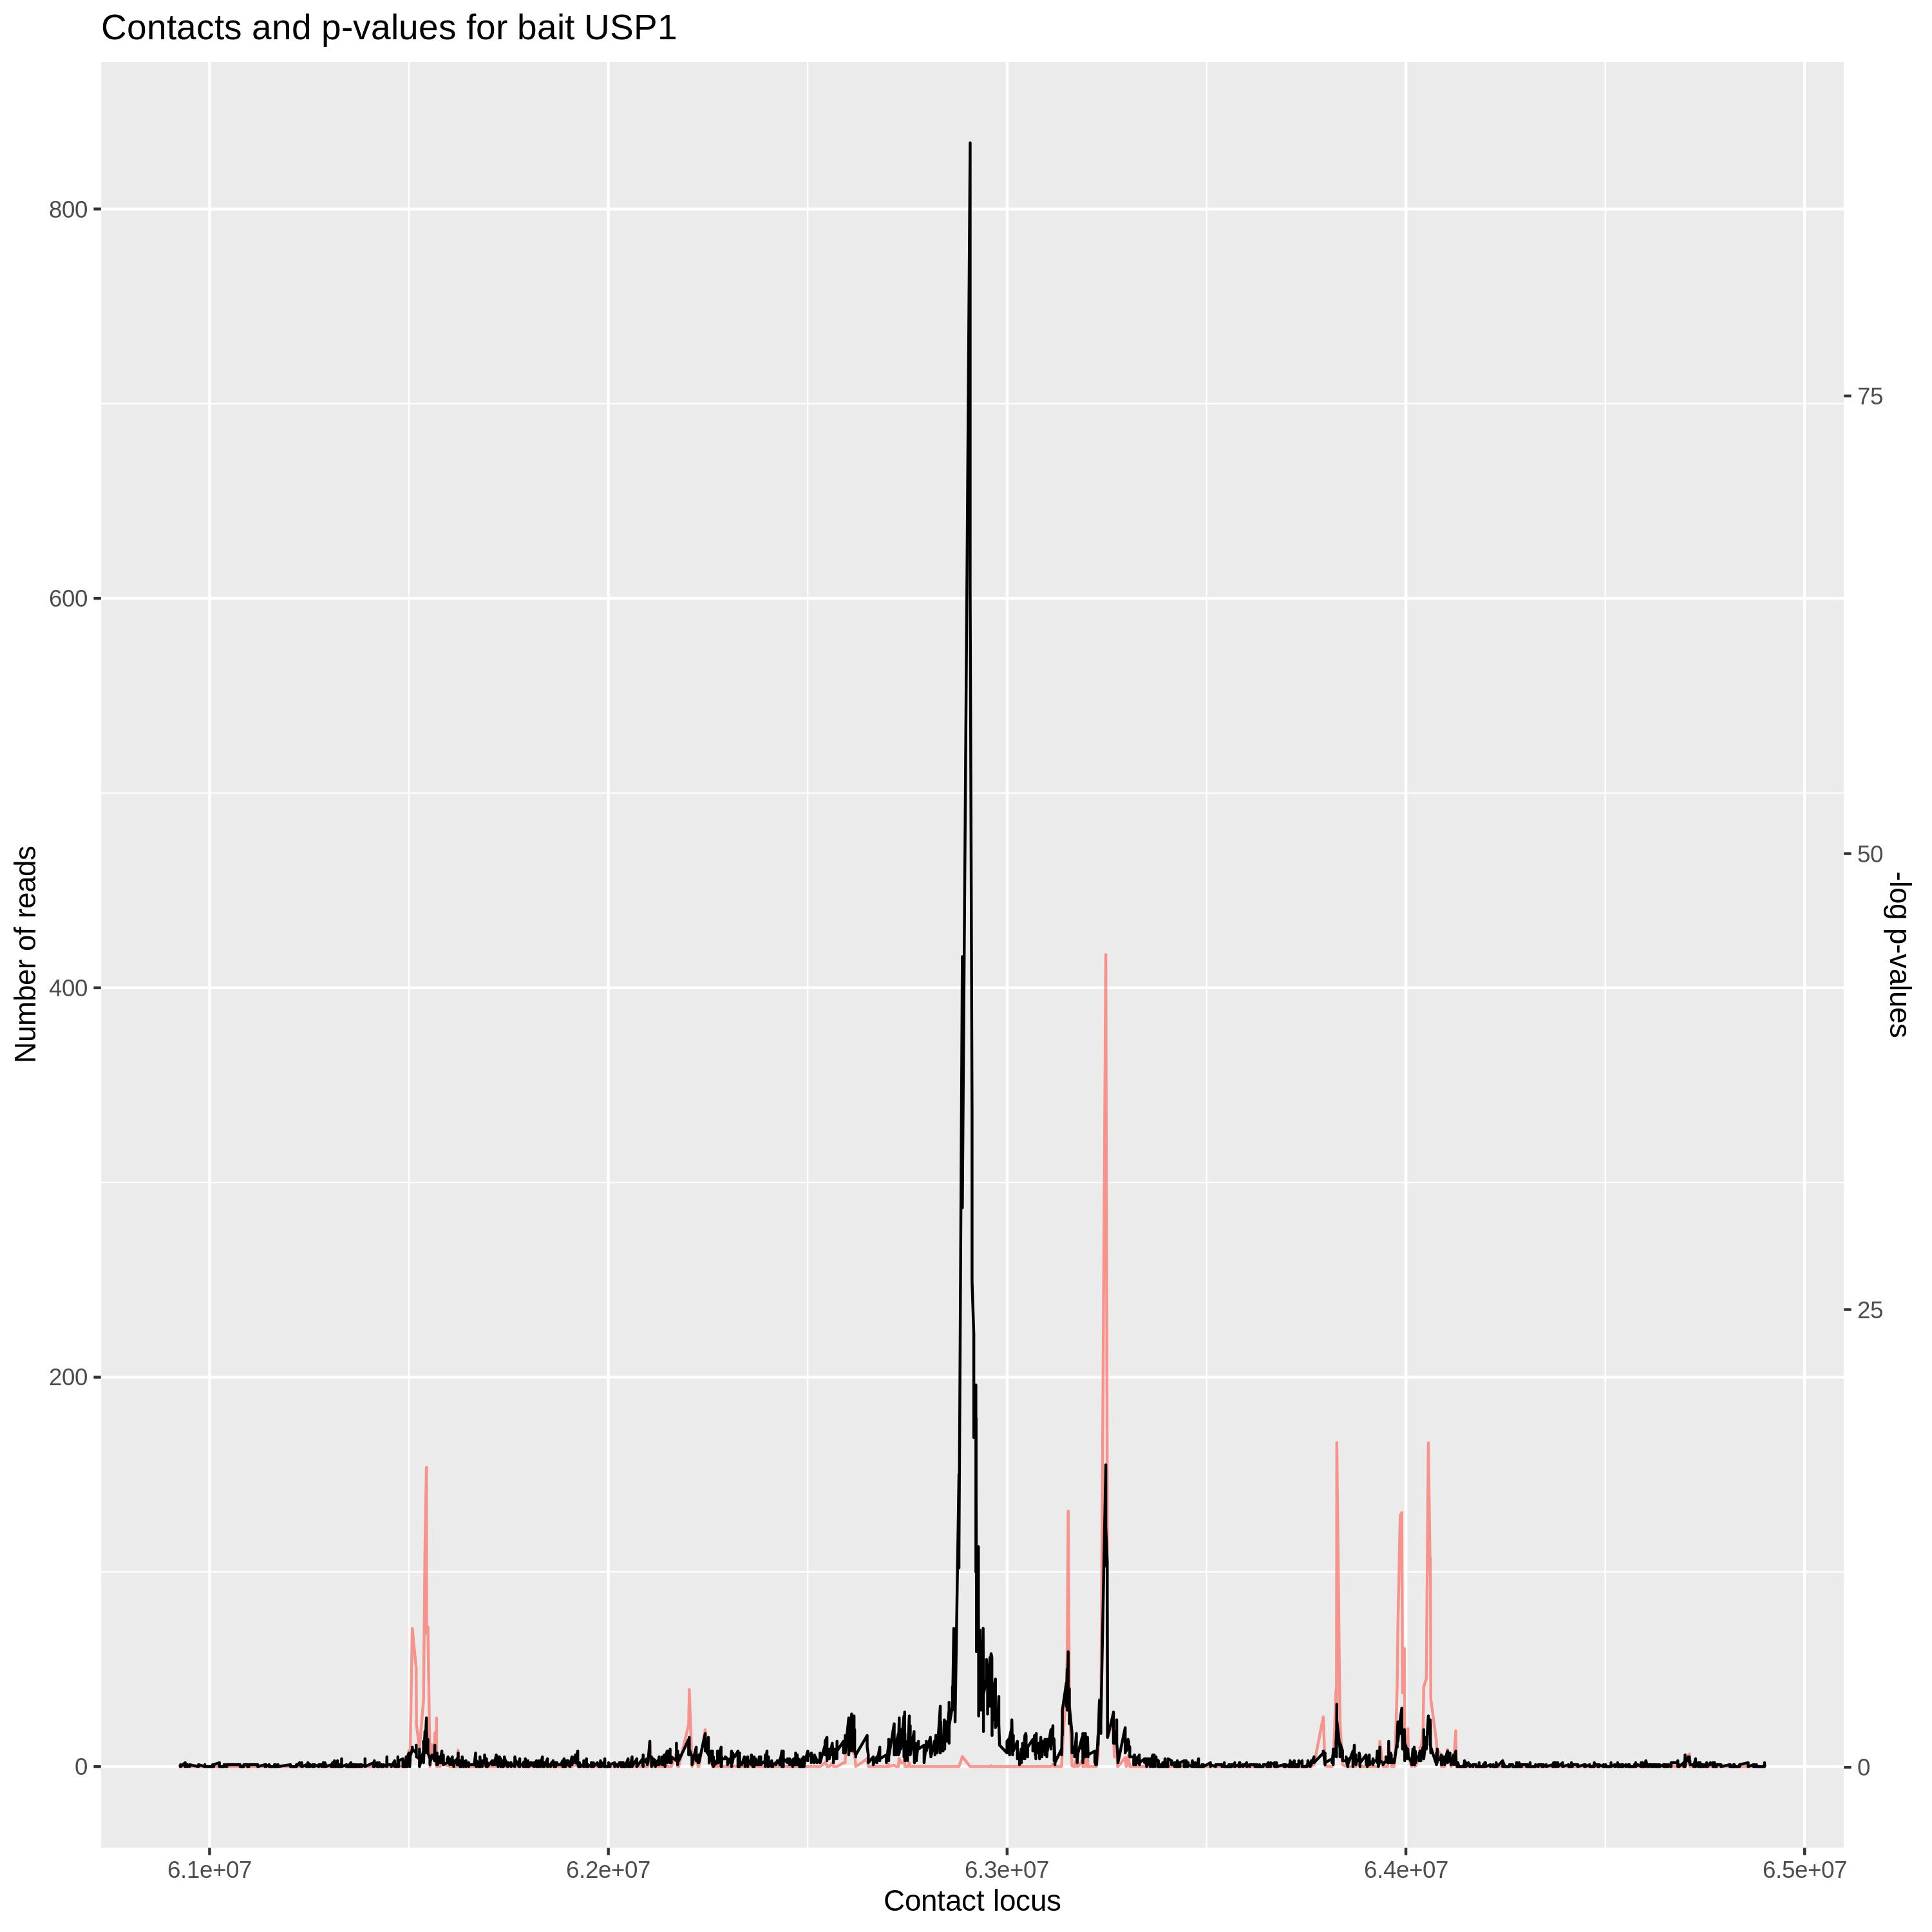 Contacts and p-values for bait USP1
800
600
400
200
0
Number of reads
75
50
25
0
-log p-values
6.1e+07
6.2e+07
6.3e+07
6.4e+07
6.5e+07
Contact locus